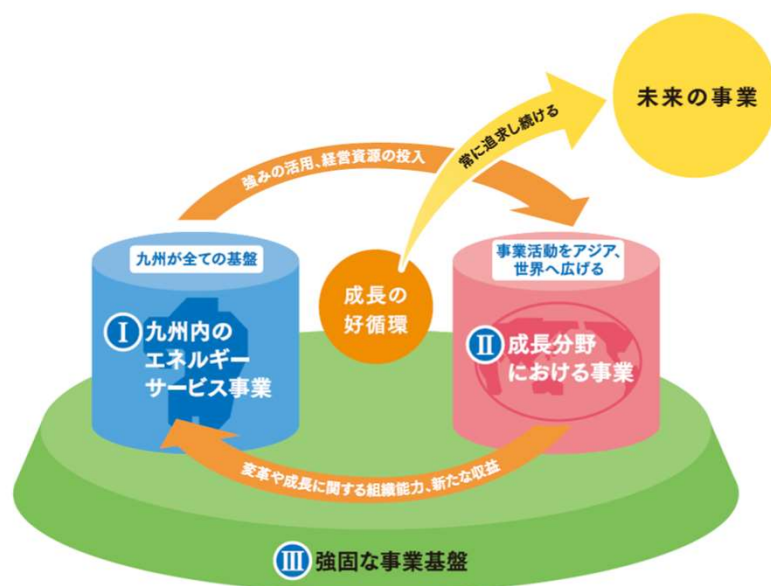 未来の事業
常に追求し続ける
強みの活用、経営資源の投入
九州が全ての基盤
事業活動をアジア、
世界へ広げる
成長の
好循環
Ⅰ 九州内の
エネルギー
サービス事業
Ⅱ 成長分野
における事業
変革や成長に関する組織能力、新たな収益
Ⅲ 強固な事業基盤